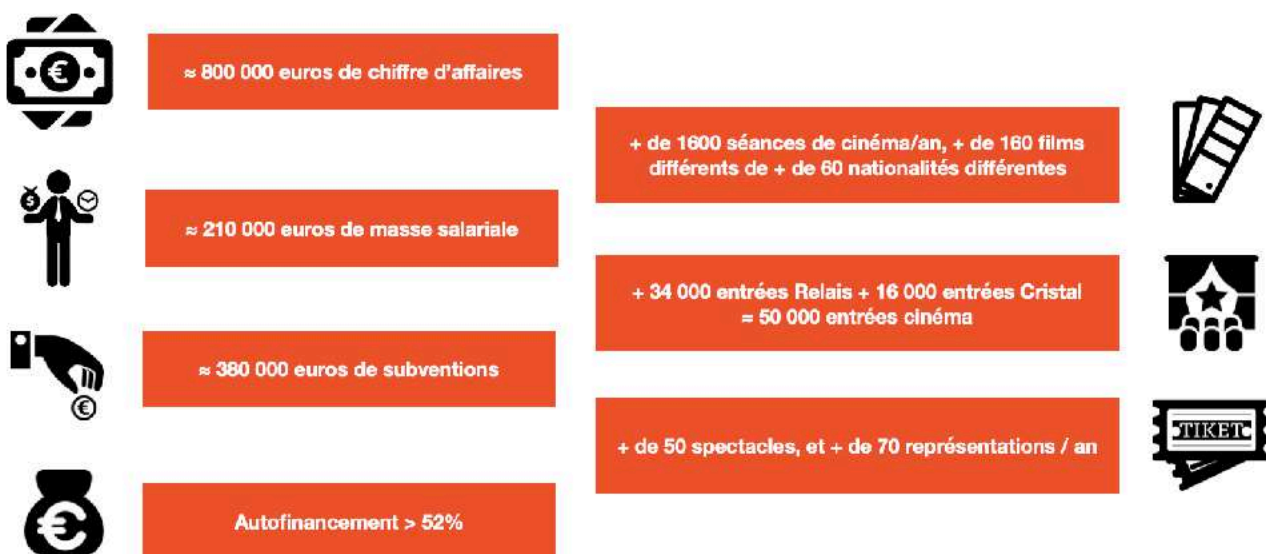 ≈ 800 000 euros de chiffre d'affaires
≈ 210 000 euros de masse salariale
≈ 380 000 euros de subventions
Autofinancement > 52%
+ de 1600 séances de cinéma/an, + de 160 films
différents de + de 60 nationalités différentes
+ 34 000 entrées Relais + 16 000 entrées Cristal
= 50 000 entrées cinéma
+ de 50 spectacles, et + de 70 représentations / an
TIKET